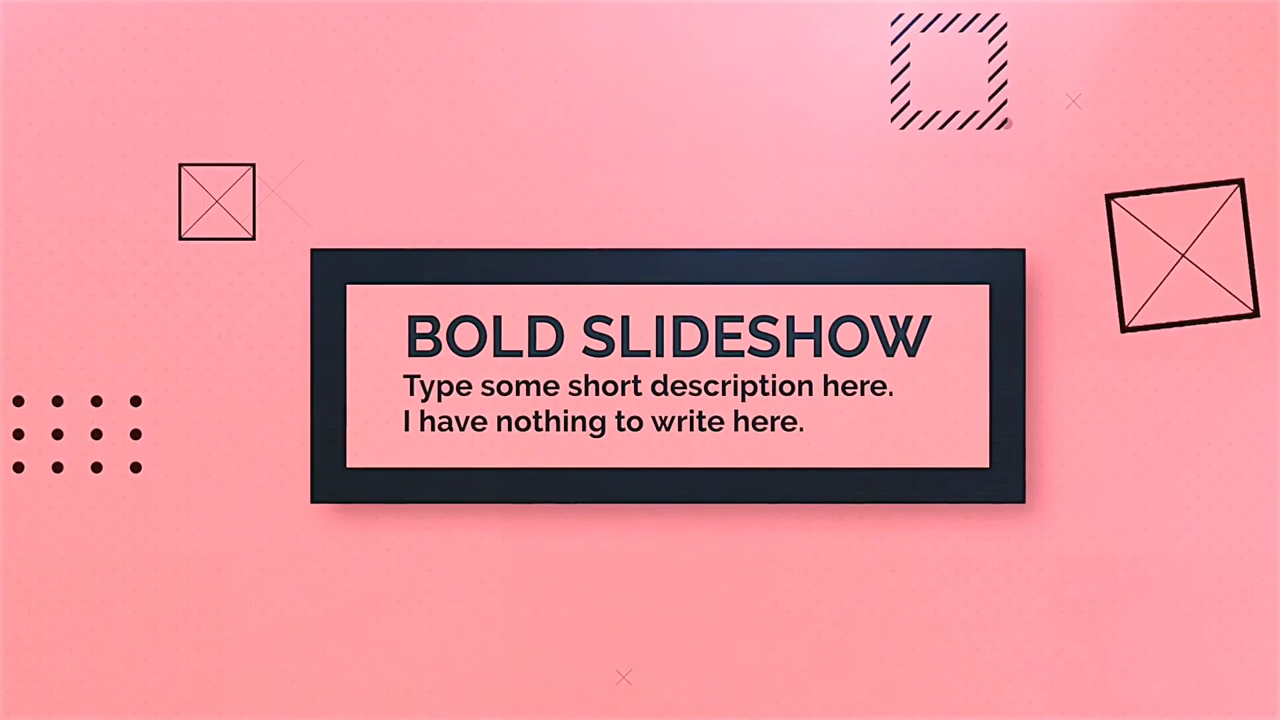 BOLD SLIDESHOW
Type some short description here.
I have nothing to write here.